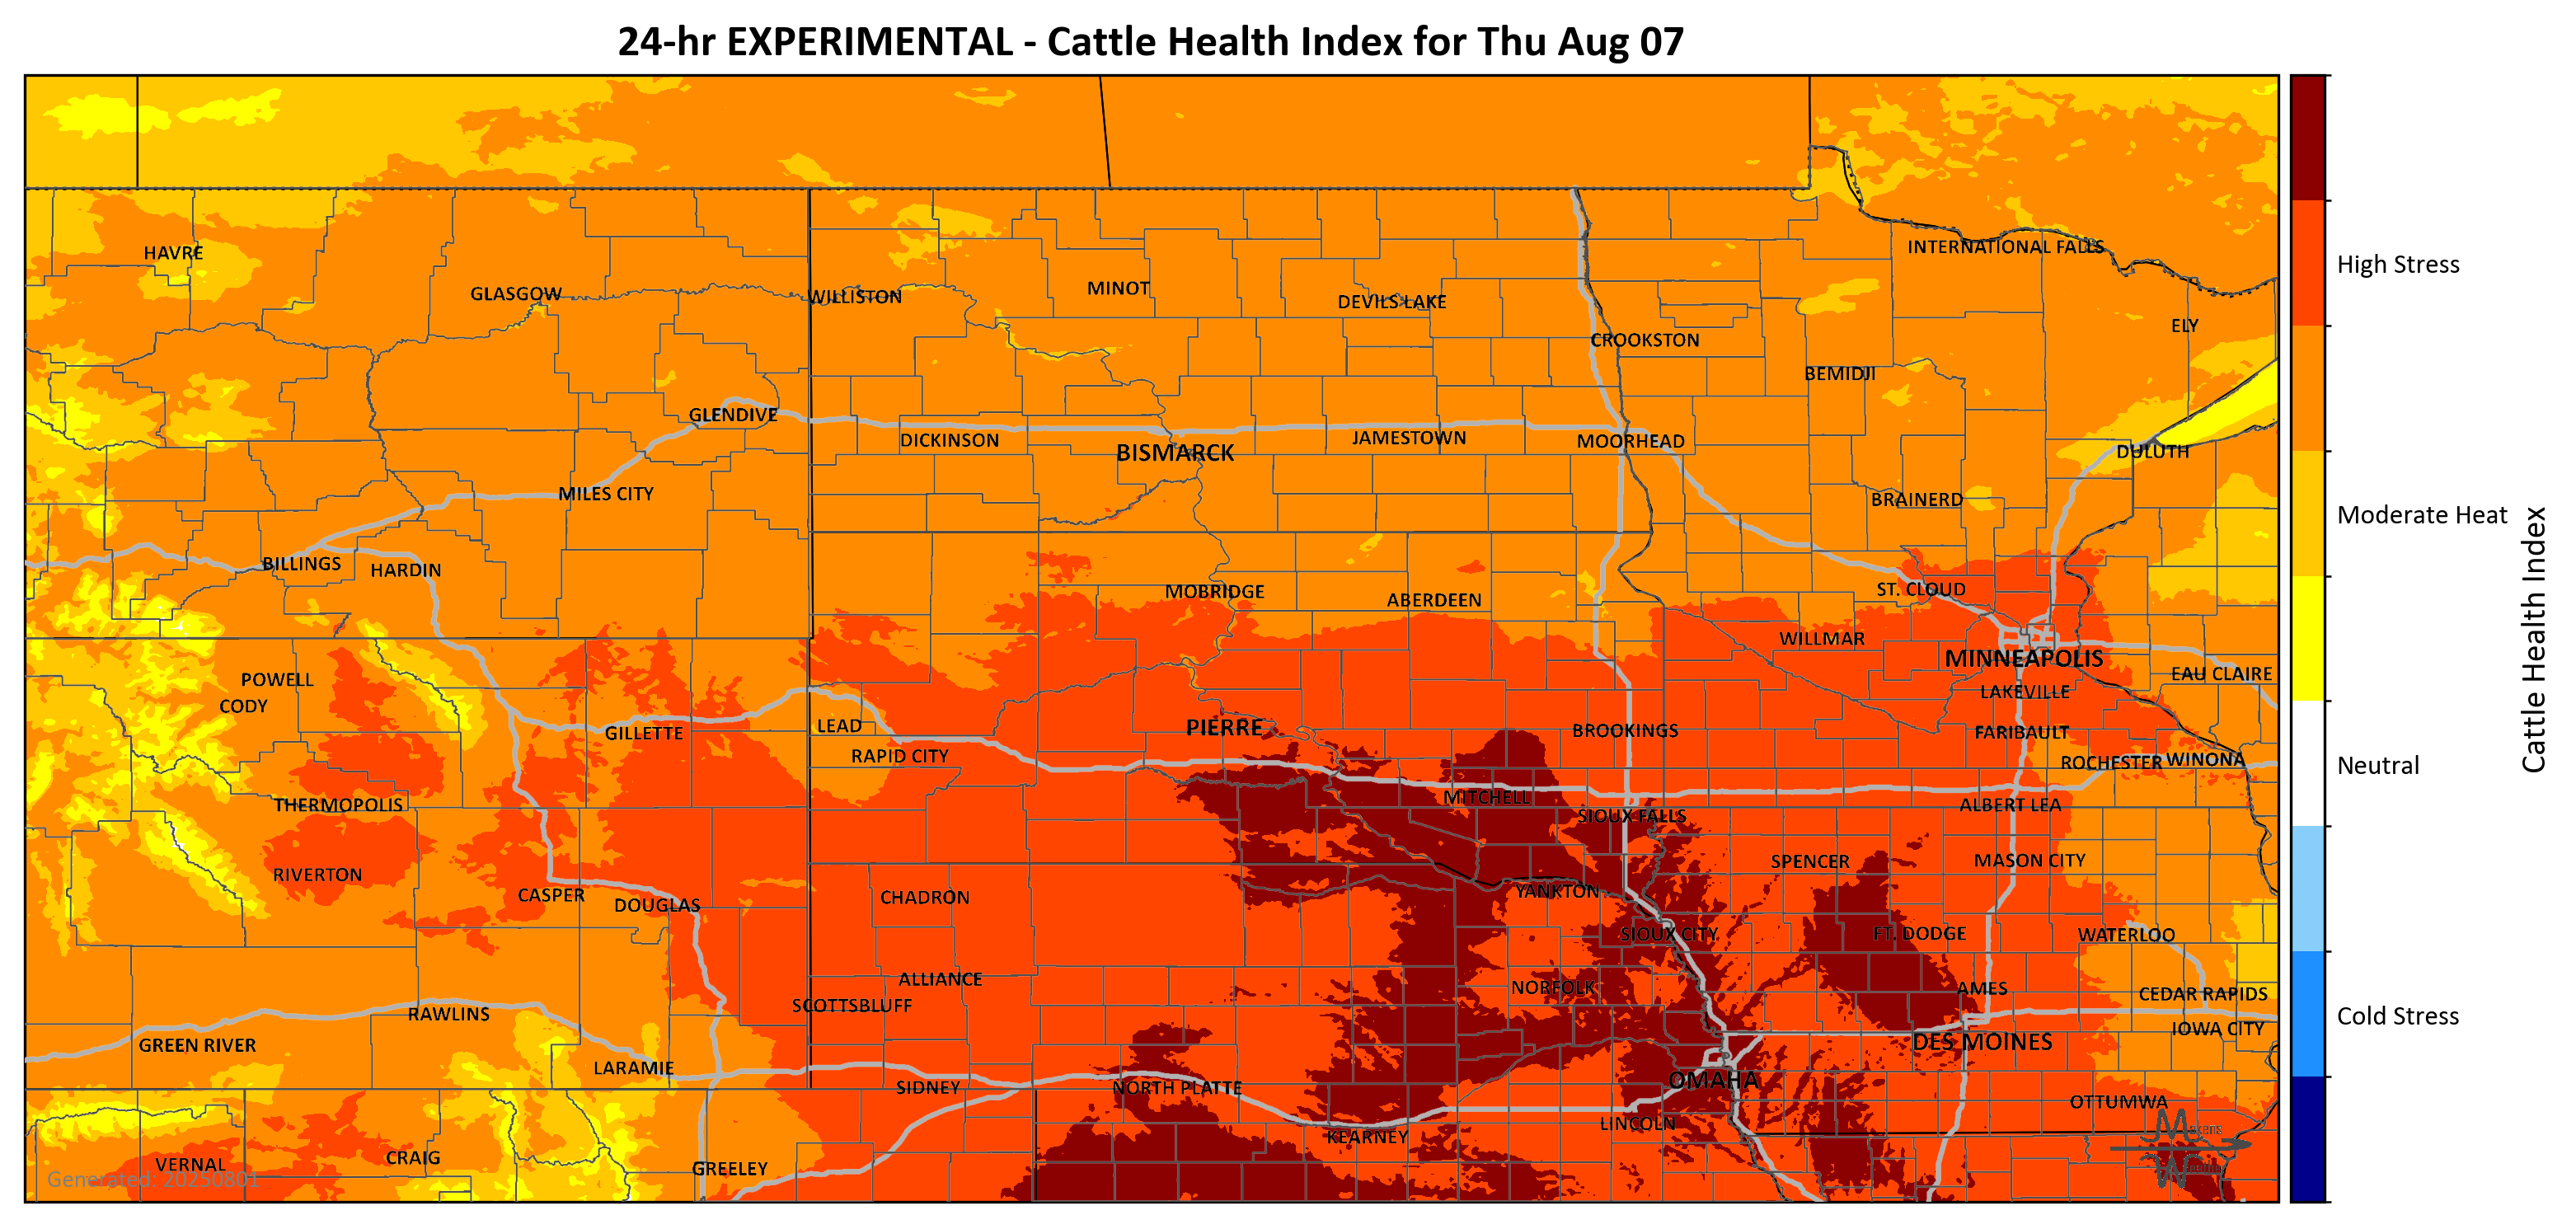 24-hr EXPERIMENTAL - Cattle Health Index for Thu Aug 07
HAVRE
INTERNATIONAL FALLS
GLASGOW
WILLISTON
MINOT
DEVILS LAKE
ELY
CROOKSTON
BEMIDJI
GLENDIVE
DICKINSON
BISMARCK
JAMESTOWN
MOORHEAD
DULUTH
MILES CITY
BRAINERD
BILLINGS
HARDIN
MOBRIDGE
ABERDEEN
ST. CLOUD
WILLMAR
MINNEAPOLIS
EAU CLAIRE
POWELL
CODY
LAKEVILLE
GILLETTE
LEAD
PIERRE
BROOKINGS
FARIBAULT
RAPID CITY
ROCHESTER
WINONA
THERMOPOLIS
MITCHELL
SIOUX FALLS
ALBERT LEA
RIVERTON
SPENCER
MASON CITY
CASPER
DOUGLAS
CHADRON
YANKTON
SIOUX CITY
FT. DODGE
WATERLOO
ALLIANCE
NORFOLK
AMES
CEDAR RAPIDS
SCOTTSBLUFF
RAWLINS
IOWA CITY
GREEN RIVER
DES MOINES
LARAMIE
SIDNEY
NORTH PLATTE
OMAHA
OTTUMWA
LINCOLN
KEARNEY
VERNAL
CRAIG
GREELEY
Generated: 20250801
High Stress
Moderate Heat
Neutral
Cold Stress
Cattle Health Index